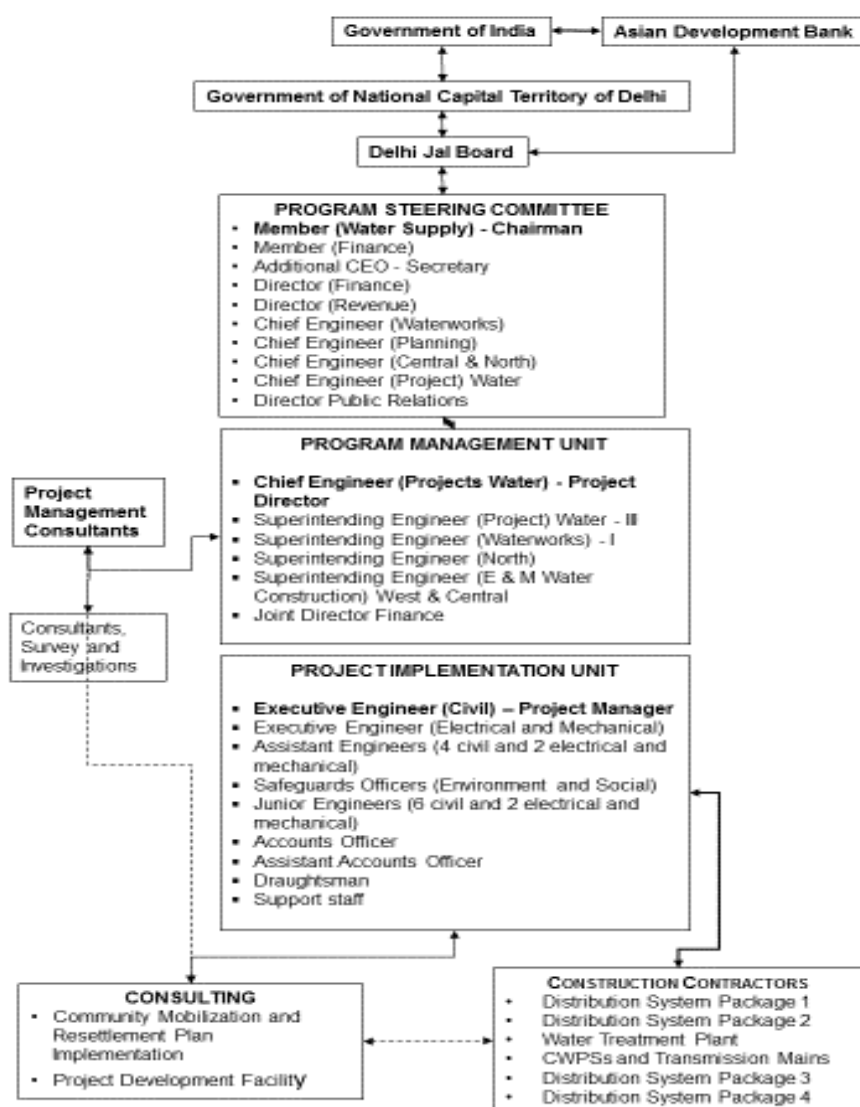 Government of India
Asian Development Bank
Government of National Capital Territory of Delhi
Delhi Jal Board
PROGRAM STEERING COMMITTEE
• Member (Water Supply) - Chairman
• Member (Finance)
• Additional CEO - Secretary
• Director (Finance)
• Director (Revenue)
• Chief Engineer (Waterworks)
• Chief Engineer (Planning)
• Chief Engineer (Central & North)
• Chief Engineer (Project) Water
• Director Public Relations
PROGRAM MANAGEMENT UNIT
▪ Chief Engineer (Projects Water) - Project
Director
▪ Superintending Engineer (Project) Water - III
▪ Superintending Engineer (Waterworks) - I
▪ Superintending Engineer (North)
▪ Superintending Engineer (E & M Water
Construction) West & Central
▪ Joint Director Finance
Project
Management
Consultants
Consultants,
Survey and
Investigations
PROJECT IMPLEMENTATION UNIT
▪ Executive Engineer (Civil) – Project Manager
▪ Executive Engineer (Electrical and Mechanical)
▪ Assistant Engineers (4 civil and 2 electrical and
mechanical)
▪ Safeguards Officers (Environment and Social)
▪ Junior Engineers (6 civil and 2 electrical and
mechanical)
▪ Accounts Officer
▪ Assistant Accounts Officer
▪ Draughtsman
▪ Support staff
CONSULTING
• Community Mobilization and
Resettlement Plan
Implementation
• Project Development Facility
CONSTRUCTION CONTRACTORS
• Distribution System Package 1
• Distribution System Package 2
• Water Treatment Plant
• CWPSs and Transmission Mains
• Distribution System Package 3
• Distribution System Package 4